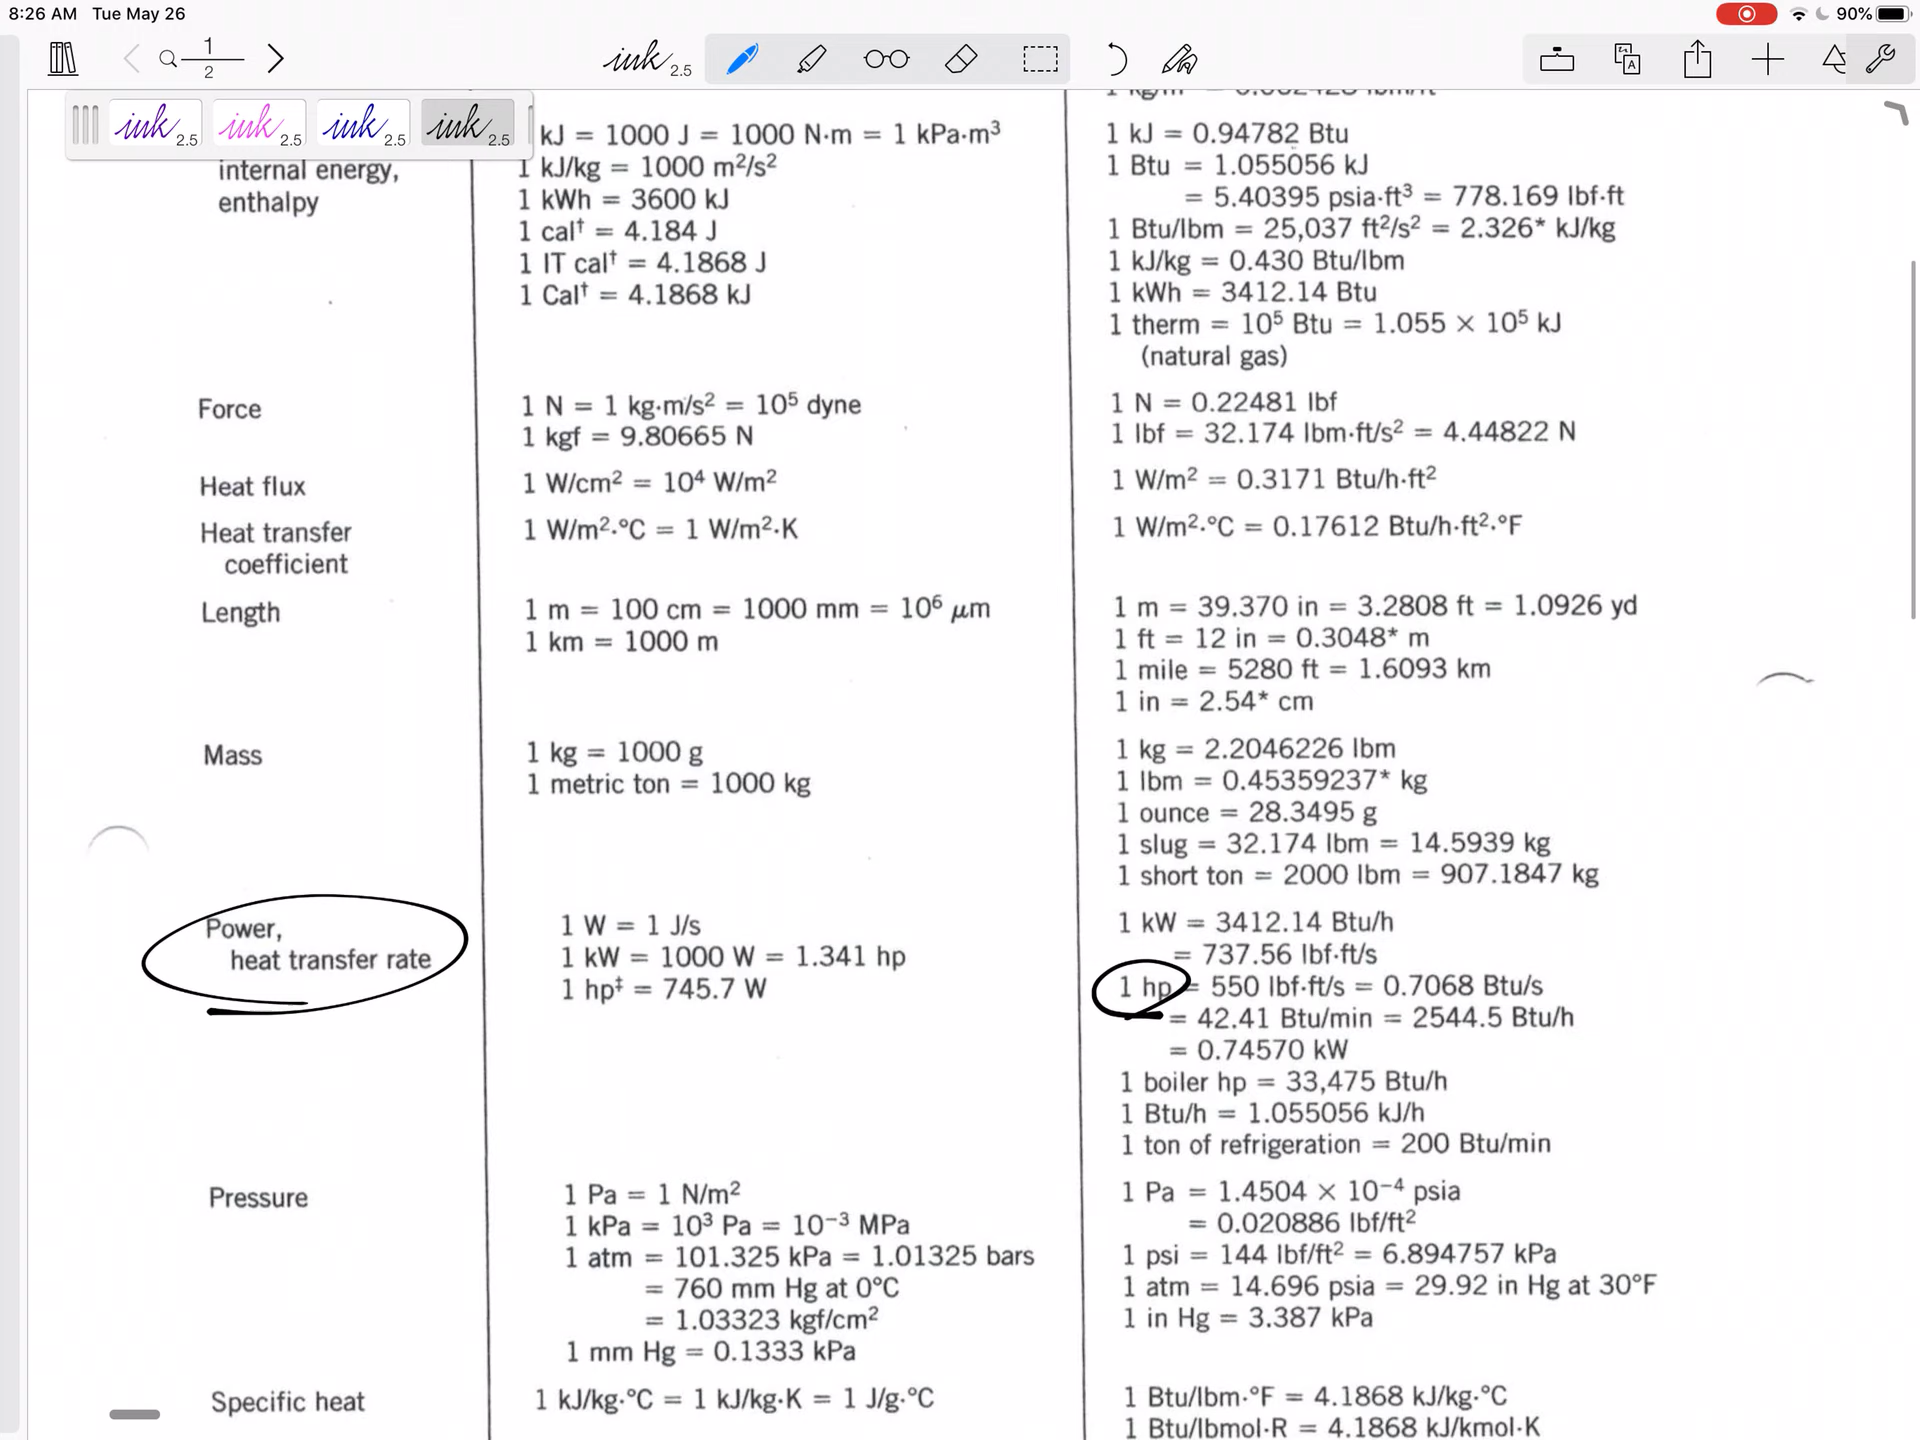 8:26 AM Tue May 26
90%
1
2
ink 2.5
ink 2.5
ink 2.5
ink 2.5
ink 2.5
internal energy,
enthalpy
kJ = 1000 J = 1000 N·m = 1 kPa·m³
1 kJ/kg = 1000 m²/s²
1 kWh = 3600 kJ
1 cal† = 4.184 J
1 IT cal† = 4.1868 J
1 Cal† = 4.1868 kJ
1 kJ = 0.94782 Btu
1 Btu = 1.055056 kJ
= 5.40395 psia·ft³ = 778.169 lbf·ft
1 Btu/lbm = 25,037 ft²/s² = 2.326* kJ/kg
1 kJ/kg = 0.430 Btu/lbm
1 kWh = 3412.14 Btu
1 therm = 10⁵ Btu = 1.055 × 10⁵ kJ
(natural gas)
Force
1 N = 1 kg·m/s² = 10⁵ dyne
1 kgf = 9.80665 N
1 N = 0.22481 lbf
1 lbf = 32.174 lbm·ft/s² = 4.44822 N
Heat flux
1 W/cm² = 10⁴ W/m²
1 W/m² = 0.3171 Btu/h·ft²
Heat transfer
coefficient
1 W/m²·°C = 1 W/m²·K
1 W/m²·°C = 0.17612 Btu/h·ft²·°F
Length
1 m = 100 cm = 1000 mm = 10⁶ μm
1 km = 1000 m
1 m = 39.370 in = 3.2808 ft = 1.0926 yd
1 ft = 12 in = 0.3048* m
1 mile = 5280 ft = 1.6093 km
1 in = 2.54* cm
Mass
1 kg = 1000 g
1 metric ton = 1000 kg
1 kg = 2.2046226 lbm
1 lbm = 0.45359237* kg
1 ounce = 28.3495 g
1 slug = 32.174 lbm = 14.5939 kg
1 short ton = 2000 lbm = 907.1847 kg
Power,
heat transfer rate
1 W = 1 J/s
1 kW = 1000 W = 1.341 hp
1 hp‡ = 745.7 W
1 kW = 3412.14 Btu/h
= 737.56 lbf·ft/s
1 hp = 550 lbf·ft/s = 0.7068 Btu/s
= 42.41 Btu/min = 2544.5 Btu/h
= 0.74570 kW
1 boiler hp = 33,475 Btu/h
1 Btu/h = 1.055056 kJ/h
1 ton of refrigeration = 200 Btu/min
Pressure
1 Pa = 1 N/m²
1 kPa = 10³ Pa = 10⁻³ MPa
1 atm = 101.325 kPa = 1.01325 bars
= 760 mm Hg at 0°C
= 1.03323 kgf/cm²
1 mm Hg = 0.1333 kPa
1 Pa = 1.4504 × 10⁻⁴ psia
= 0.020886 lbf/ft²
1 psi = 144 lbf/ft² = 6.894757 kPa
1 atm = 14.696 psia = 29.92 in Hg at 30°F
1 in Hg = 3.387 kPa
Specific heat
1 kJ/kg·°C = 1 kJ/kg·K = 1 J/g·°C
1 Btu/lbm·°F = 4.1868 kJ/kg·°C
1 Btu/lbmol·R = 4.1868 kJ/kmol·K